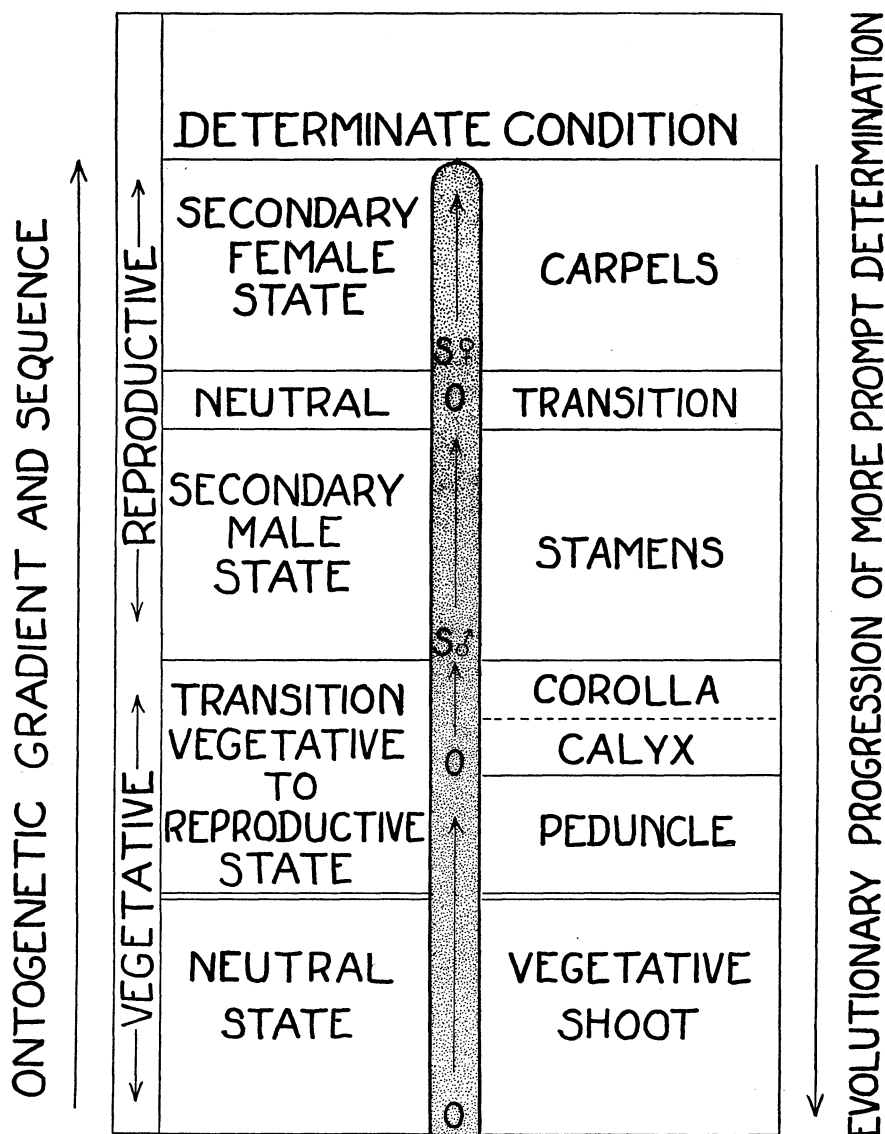 ONTOGENETIC GRADIENT AND SEQUENCE
REPRODUCTIVE
VEGETATIVE
DETERMINATE CONDITION
SECONDARY
FEMALE
STATE
S♀
CARPELS
NEUTRAL
O
TRANSITION
SECONDARY
MALE
STATE
S♂
STAMENS
TRANSITION
VEGETATIVE
TO
REPRODUCTIVE
STATE
O
COROLLA
CALYX
PEDUNCLE
NEUTRAL
STATE
O
VEGETATIVE
SHOOT
EVOLUTIONARY PROGRESSION OF MORE PROMPT DETERMINATION